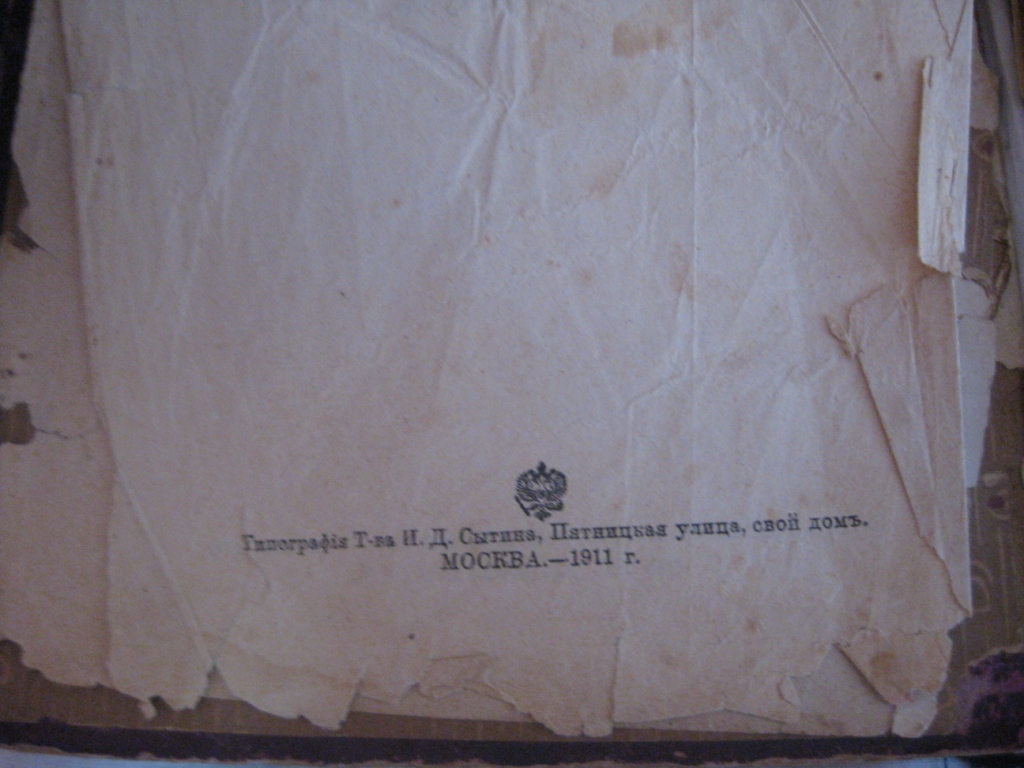 Типографія Т-ва И. Д. Сытина, Пятницкая улица, свой домъ.
МОСКВА.—1911 г.